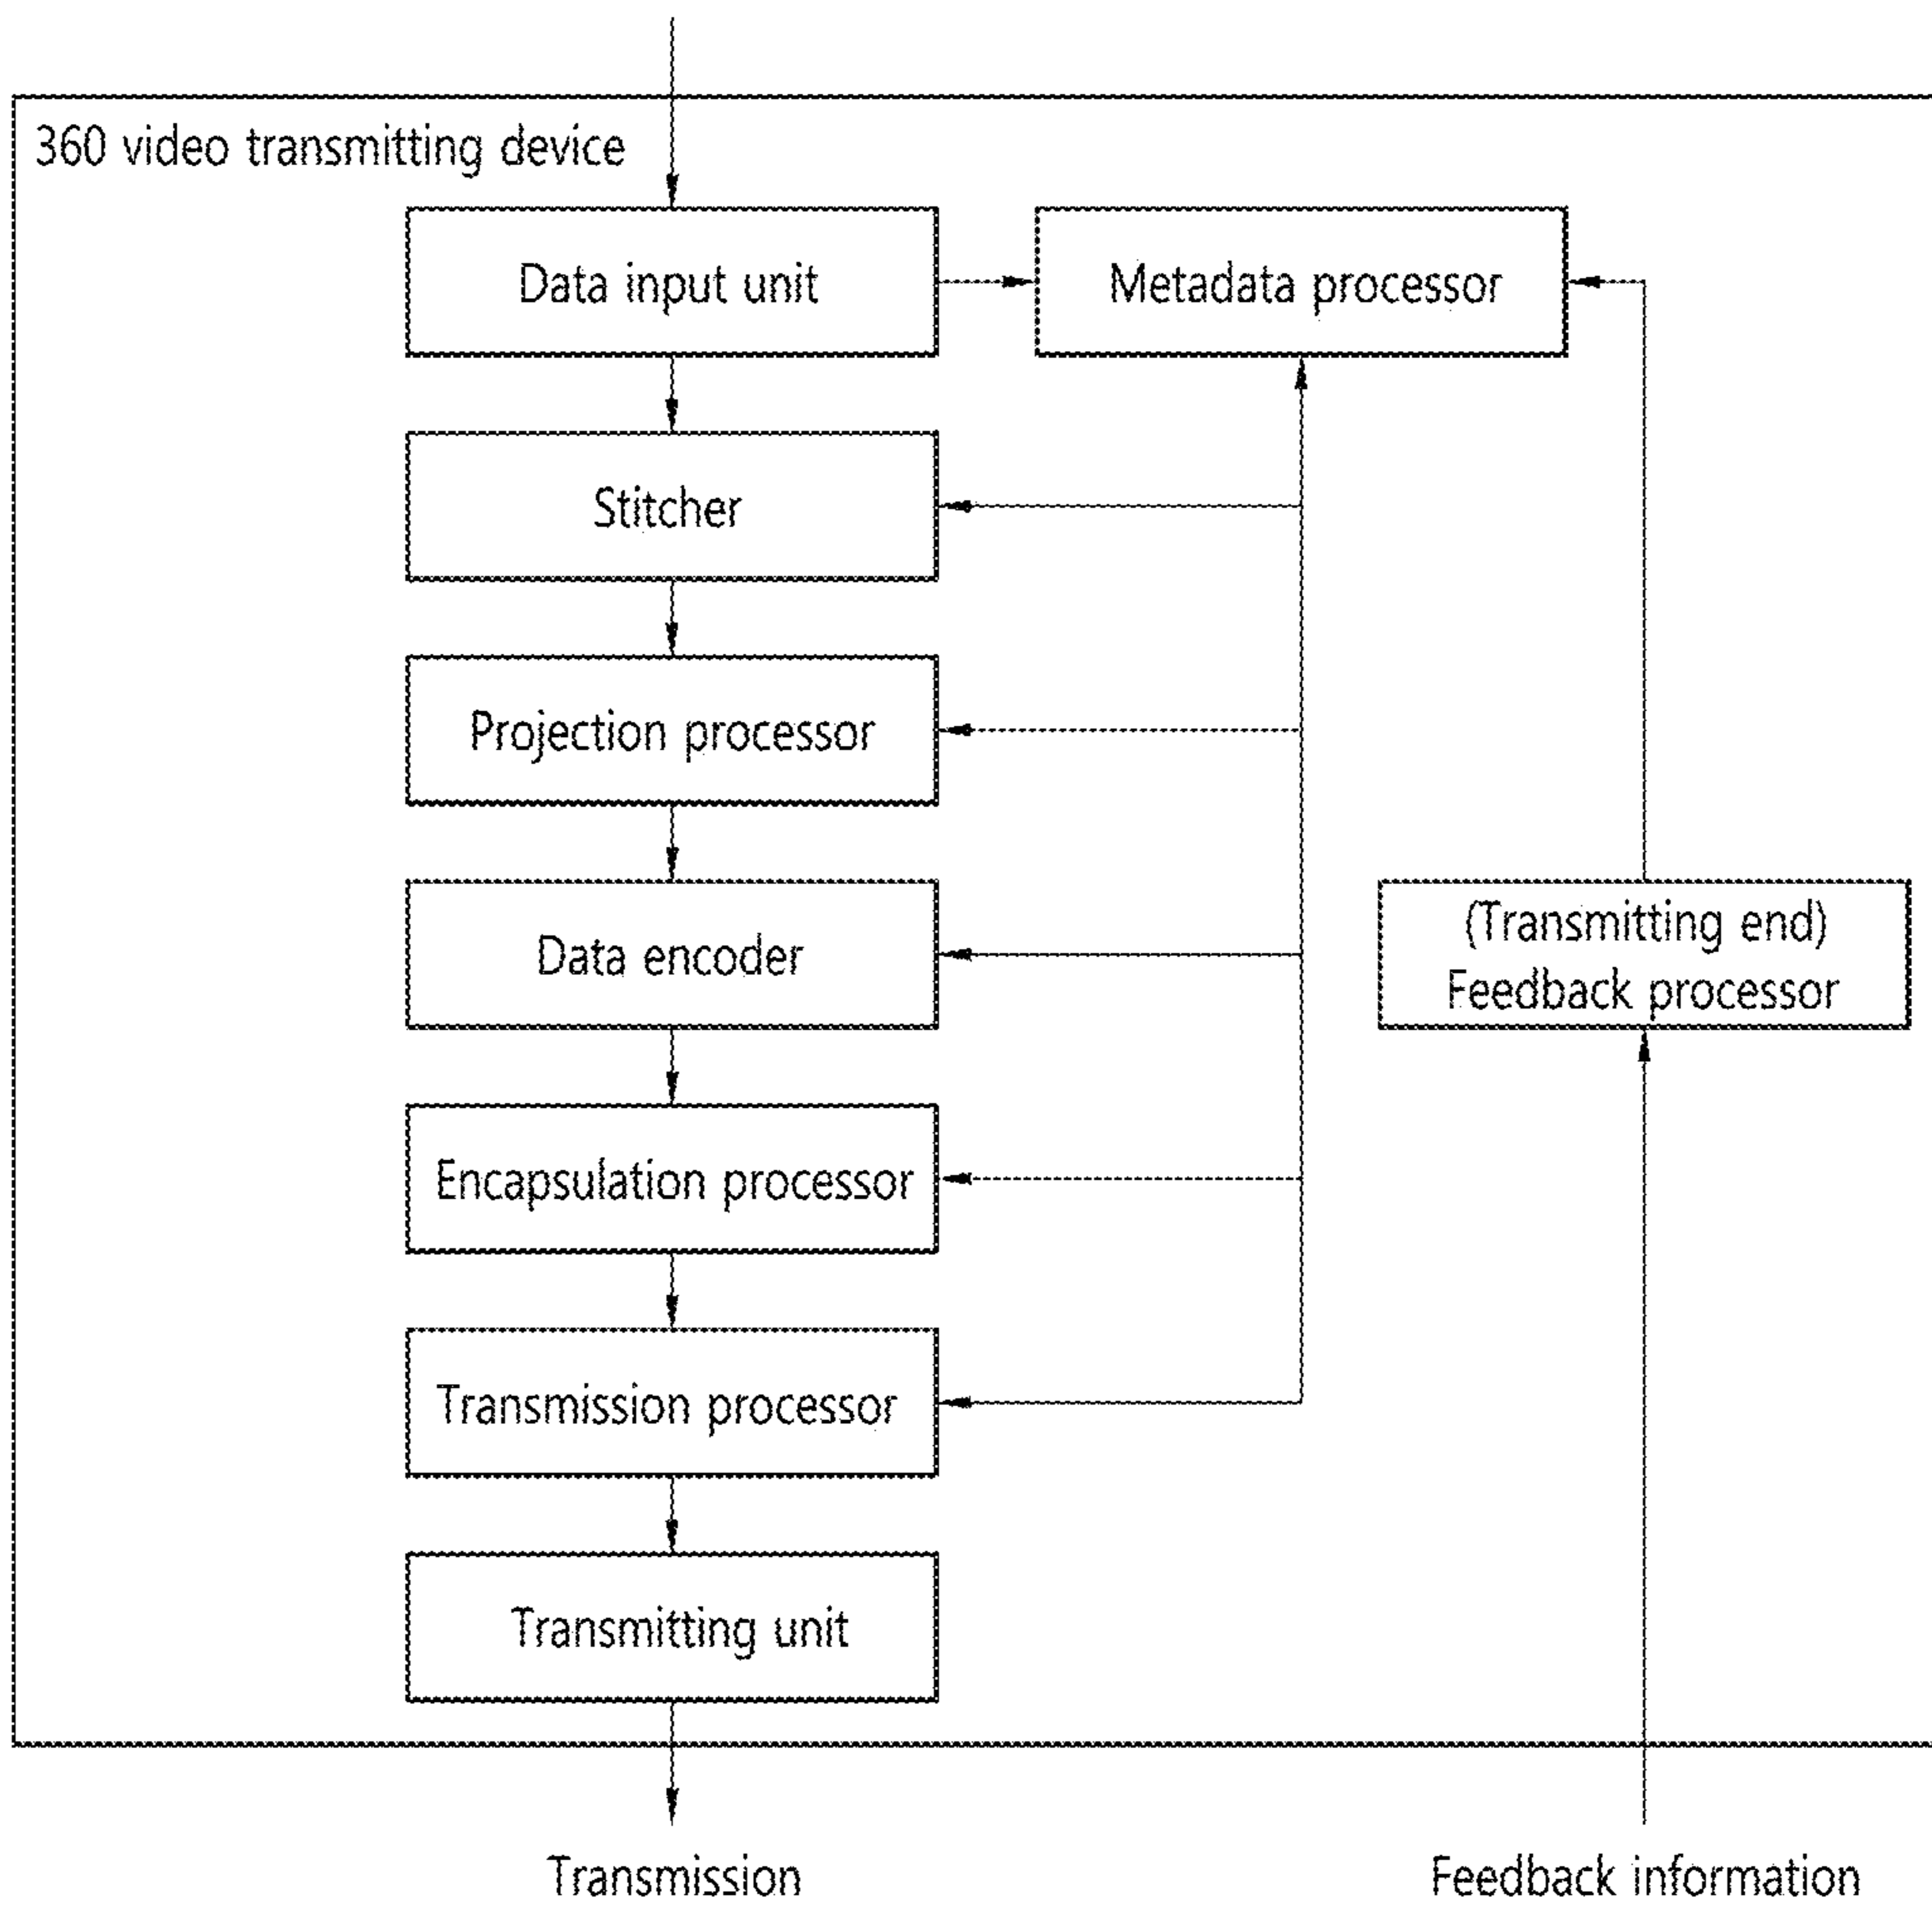 360 video transmitting device
Data input unit
Metadata processor
Stitcher
Projection processor
Data encoder
(Transmitting end)
Feedback processor
Encapsulation processor
Transmission processor
Transmitting unit
Transmission
Feedback information